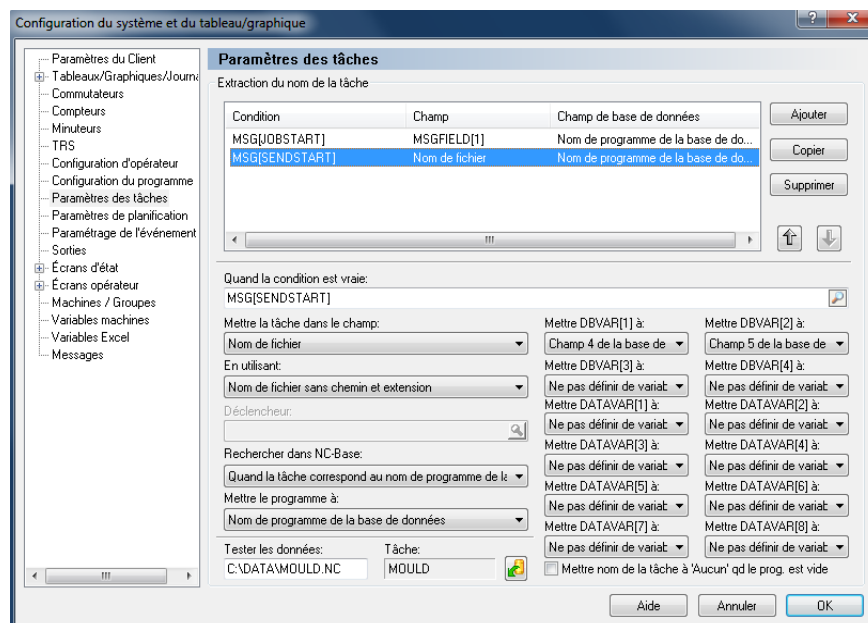 Configuration du système et du tableau/graphique
Paramètres du Client
Tableaux/Graphiques/Journa
Commutateurs
Compteurs
Minuteurs
TRS
Configuration d'opérateur
Configuration du programme
Paramètres des tâches
Paramètres de planification
Paramétrage de l'événement
Sorties
Écrans d'état
Écrans opérateur
Machines / Groupes
Variables machines
Variables Excel
Messages
Paramètres des tâches
Extraction du nom de la tâche
Condition Champ Champ de base de données
MSG[JOBSTART] MSGFIELD[1] Nom de programme de la base de do...
MSG[SENDSTART] Nom de fichier Nom de programme de la base de do...
Ajouter
Copier
Supprimer
Quand la condition est vraie:
MSG[SENDSTART]
Mettre la tâche dans le champ:
Nom de fichier
En utilisant:
Nom de fichier sans chemin et extension
Déclencheur:
Rechercher dans NC-Base:
Quand la tâche correspond au nom de programme de la
Mettre le programme à:
Nom de programme de la base de données
Tester les données: Tâche:
C:\DATA\MOULD.NC MOULD
Mettre DBVAR[1] à: Mettre DBVAR[2] à:
Champ 4 de la base de Champ 5 de la base de
Mettre DBVAR[3] à: Mettre DBVAR[4] à:
Ne pas définir de variab Ne pas définir de variab
Mettre DATAVAR[1] à: Mettre DATAVAR[2] à:
Ne pas définir de variab Ne pas définir de variab
Mettre DATAVAR[3] à: Mettre DATAVAR[4] à:
Ne pas définir de variab Ne pas définir de variab
Mettre DATAVAR[5] à: Mettre DATAVAR[6] à:
Ne pas définir de variab Ne pas définir de variab
Mettre DATAVAR[7] à: Mettre DATAVAR[8] à:
Ne pas définir de variab Ne pas définir de variab
Mettre nom de la tâche à 'Aucun' qd le prog. est vide
Aide Annuler OK